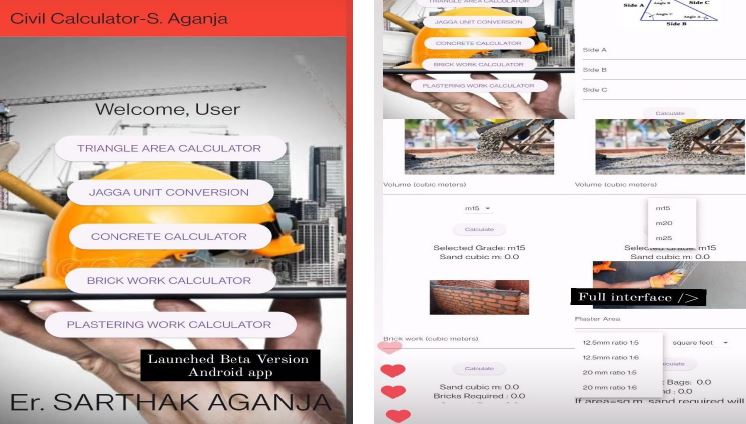 Civil Calculator-S. Aganja
Welcome, User
TRIANGLE AREA CALCULATOR
JAGGA UNIT CONVERSION
CONCRETE CALCULATOR
BRICK WORK CALCULATOR
PLASTERING WORK CALCULATOR
Launched Beta Version
Android app
Er. SARTHAK AGANJA
TRIANGLE AREA CALCULATOR
JAGGA UNIT CONVERSION
CONCRETE CALCULATOR
BRICK WORK CALCULATOR
PLASTERING WORK CALCULATOR
Side A
Angle B
Side C
Angle C
Angle A
Side B
Side A
Side B
Side C
Calculate
Volume (cubic meters)
m15
Calculate
Selected Grade: m15
Sand cubic m: 0.0
Volume (cubic meters)
m15
m20
m25
Grade: m15
Sand cubic m: 0.0
Full interface />
Brick work (cubic meters)
Calculate
Sand cubic m: 0.0
Bricks Required : 0.0
Plaster Area
12.5mm ratio 1:5
12.5mm ratio 1:6
20 mm ratio 1:5
20 mm ratio 1:6
square feet
Bags: 0.0
: 0.0
If area=sq m, sand required will